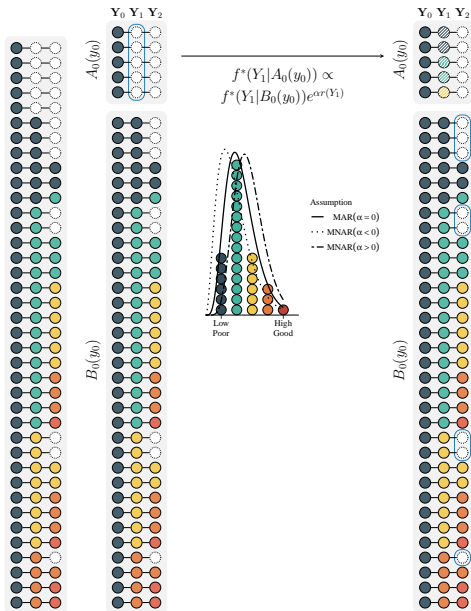 Y₀ Y₁ Y₂
A₀(y₀)
B₀(y₀)
f*(Y₁|A₀(y₀) ∝
f*(Y₁|B₀(y₀))e^{αr(Y₁)}
Assumption
MAR(α=0)
MNAR(α<0)
MNAR(α>0)
Low
Poor
High
Good
Y₀ Y₁ Y₂
A₀(y₀)
B₀(y₀)